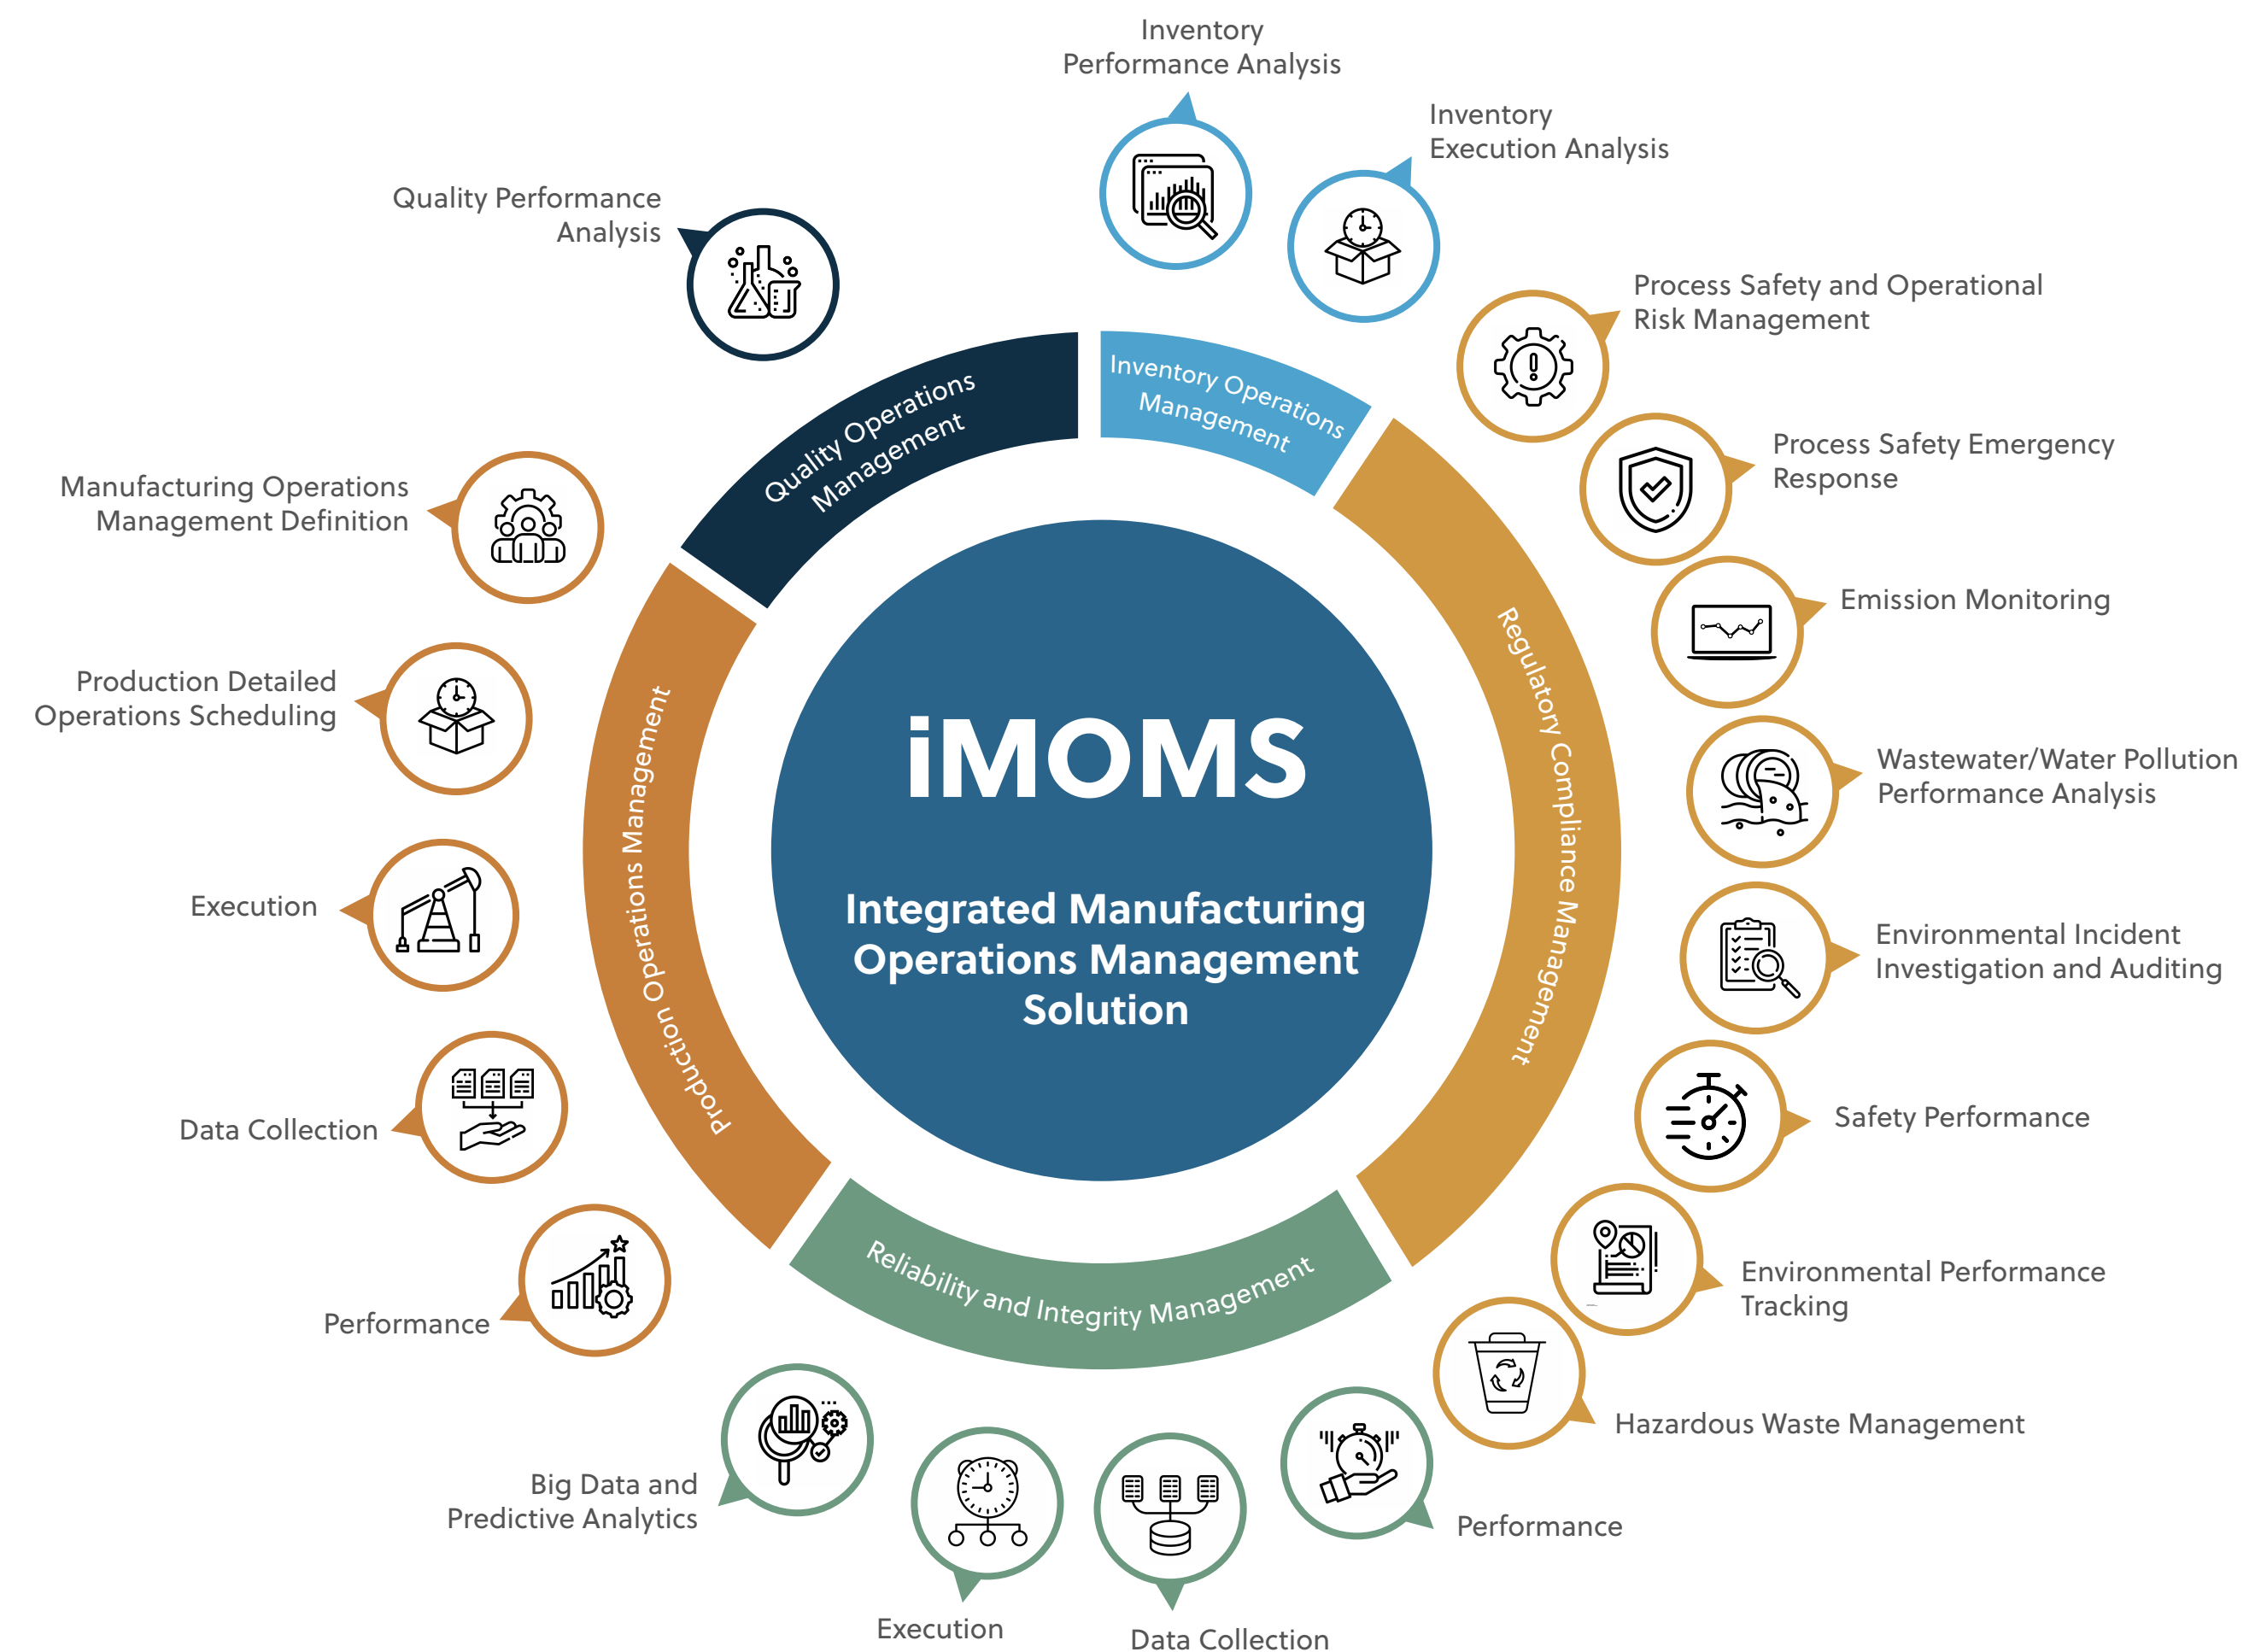 Inventory
Performance Analysis
Inventory
Execution Analysis
Quality Performance
Analysis
Process Safety and Operational
Risk Management
Inventory Operations
Management
Quality Operations
Management
Process Safety Emergency
Response
Manufacturing Operations
Management Definition
Emission Monitoring
Production Detailed
Operations Scheduling
Regulatory Compliance Management
Production Operations Management
iMOMS
Integrated Manufacturing
Operations Management
Solution
Wastewater/Water Pollution
Performance Analysis
Execution
Environmental Incident
Investigation and Auditing
Data Collection
Safety Performance
Reliability and Integrity Management
Environmental Performance
Tracking
Performance
Hazardous Waste Management
Big Data and
Predictive Analytics
Performance
Execution
Data Collection